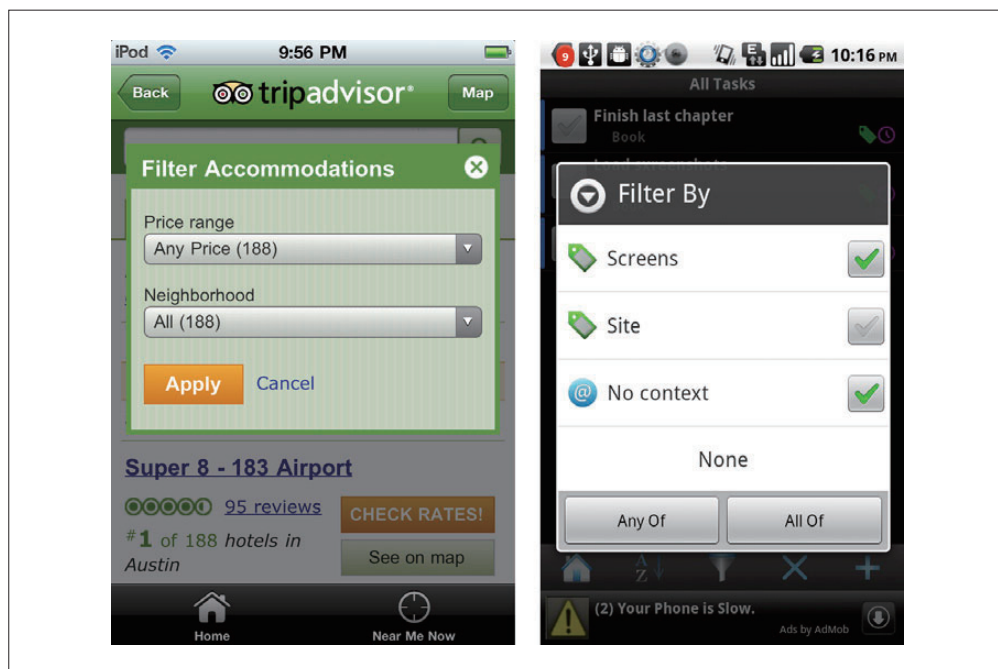 iPod 9:56 PM
Back tripadvisor® Map
Filter Accommodations
Price range
Any Price (188)
Neighborhood
All (188)
Apply Cancel
Super 8 - 183 Airport
95 reviews CHECK RATES!
#1 of 188 hotels in
Austin
See on map
Home Near Me Now
9 E 10:16 PM
All Tasks
Finish last chapter
Book
Load screenshots
Filter By
Screens
Site
@ No context
None
Any Of All Of
A
Z
(2) Your Phone is Slow.
Ads by AdMob